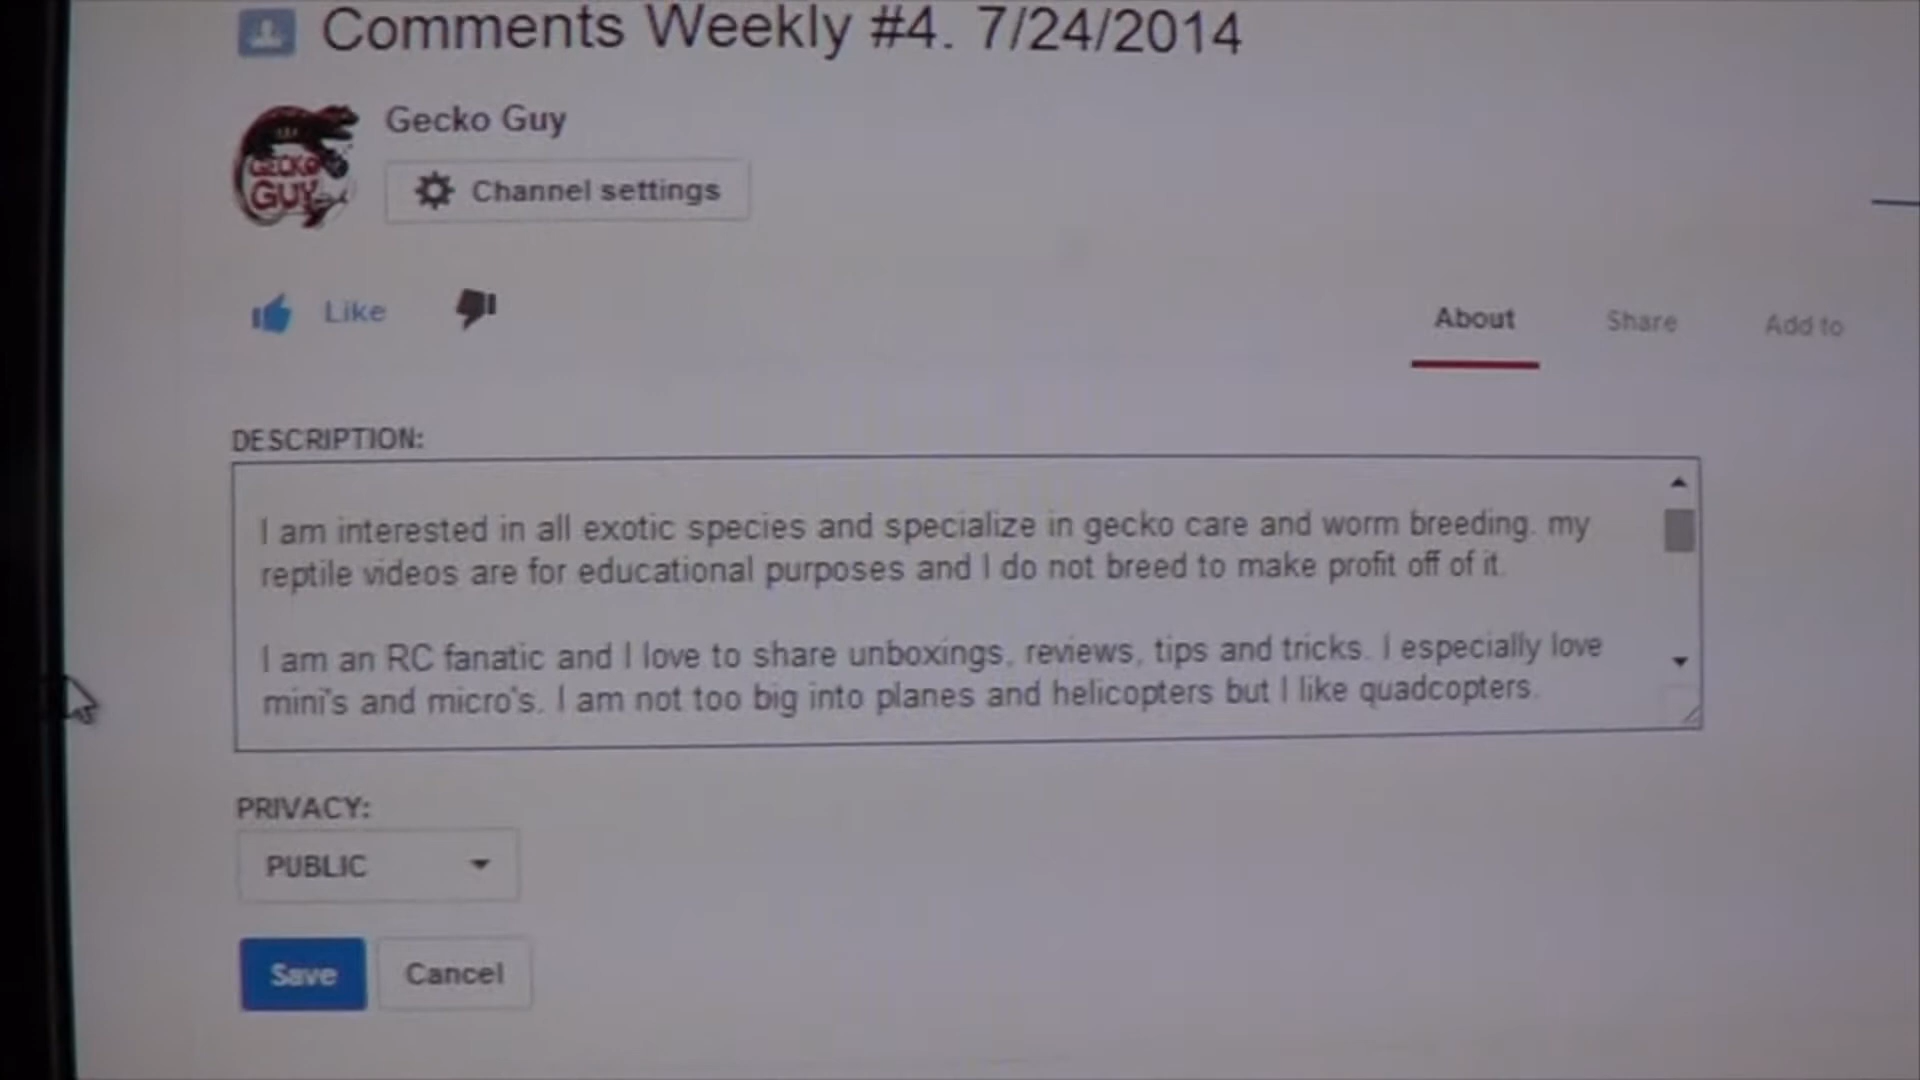 Comments Weekly #4. 7/24/2014
GECKO
GUY
Gecko Guy
Channel settings
Like
About Share Add to
DESCRIPTION:
I am interested in all exotic species and specialize in gecko care and worm breeding. my
reptile videos are for educational purposes and I do not breed to make profit off of it.
I am an RC fanatic and I love to share unboxings, reviews, tips and tricks. I especially love
mini's and micro's. I am not too big into planes and helicopters but I like quadcopters.
PRIVACY:
PUBLIC
Save Cancel